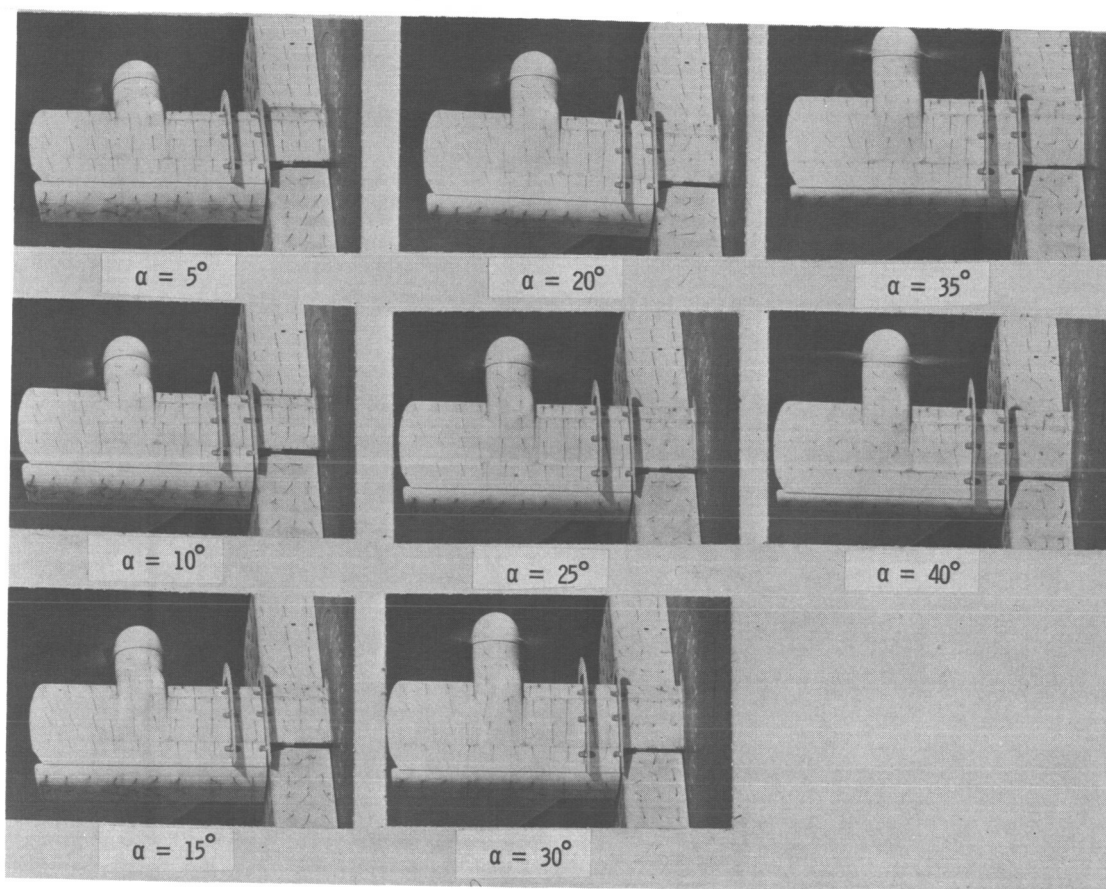 α = 5°
α = 20°
α = 35°
α = 10°
α = 25°
α = 40°
α = 15°
α = 30°